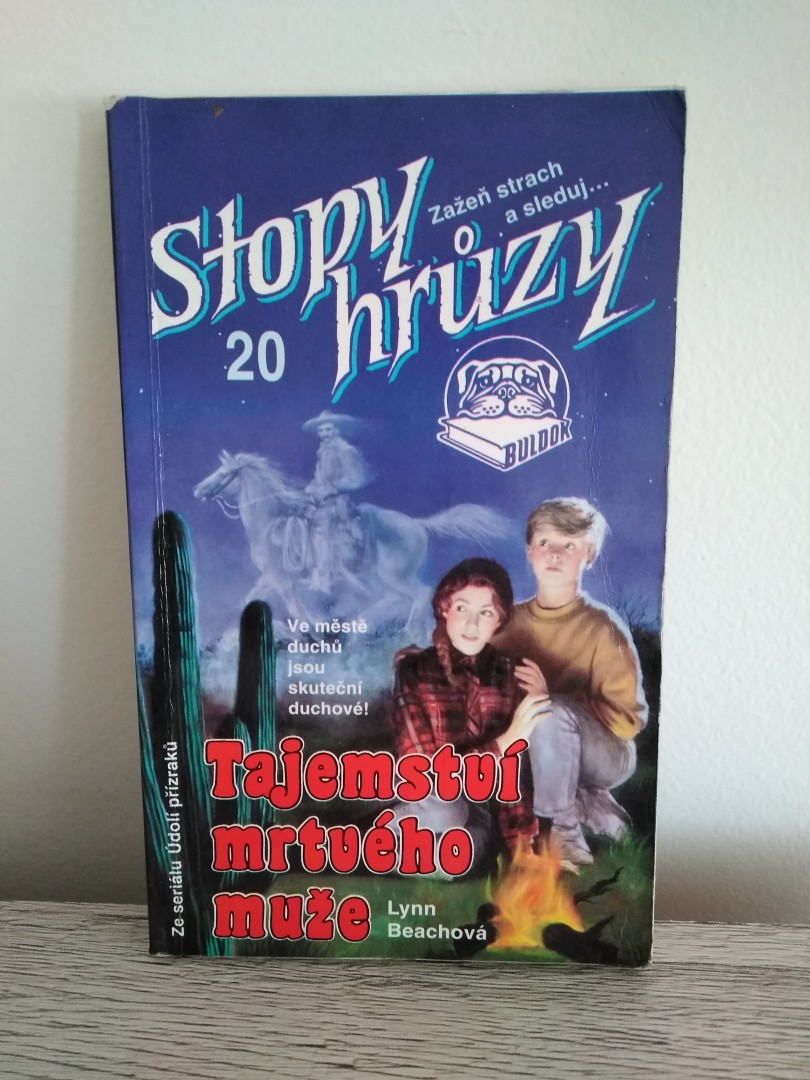 Zažeň strach
a sleduj...
Stopy
hrůzy
20
BULDOK
Ve městě
duchů
jsou
skuteční
duchové!
Tajemství
mrtvého
muže
Lynn
Beachová
Ze seriálu Údolí přízraků